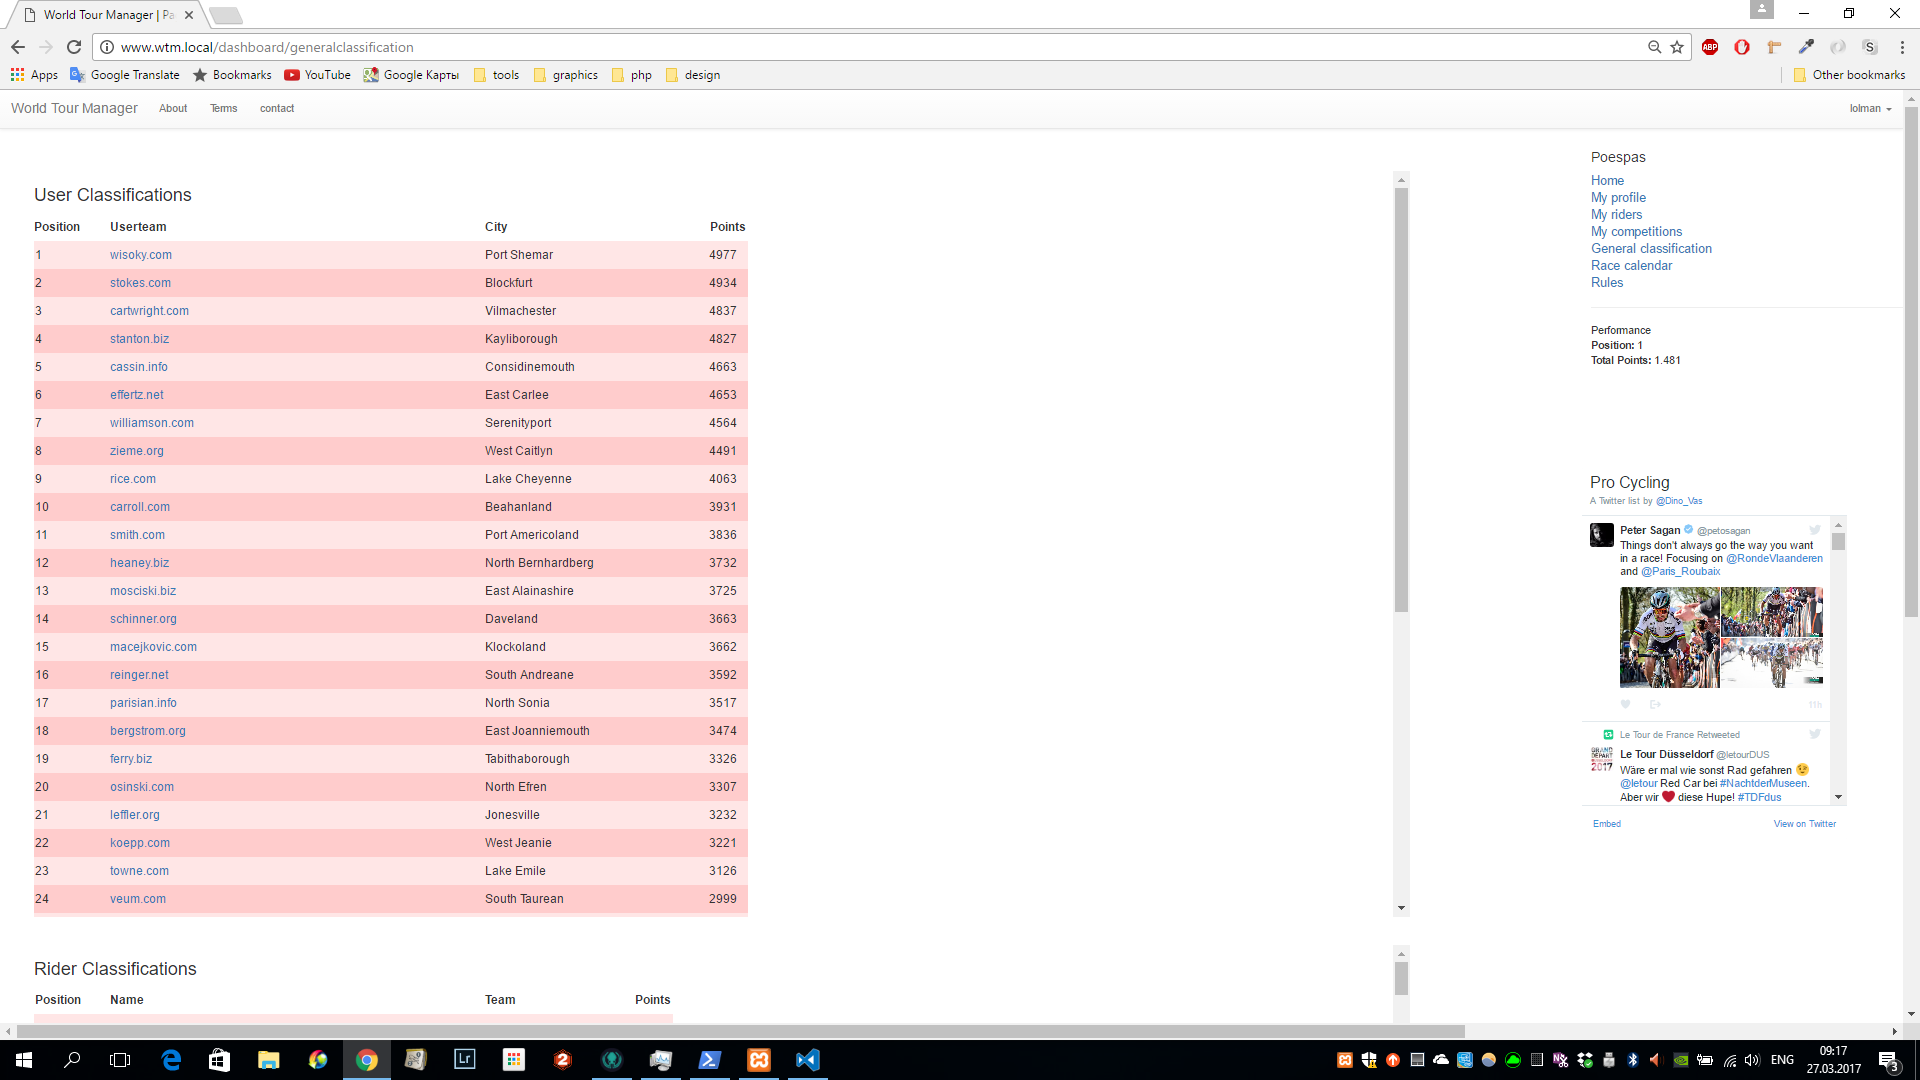 World Tour Manager | Pa
www.wtm.local/dashboard/generalclassification
ABP
S
Apps Google Translate Bookmarks YouTube Google Карты tools graphics php design Other bookmarks
World Tour Manager About Terms contact lolman
User Classifications
Position Userteam City Points
1 wisoky.com Port Shemar 4977
2 stokes.com Blockfurt 4934
3 cartwright.com Vilmachester 4837
4 stanton.biz Kayliborough 4827
5 cassin.info Considinemouth 4663
6 effertz.net East Carlee 4653
7 williamson.com Serenityport 4564
8 zieme.org West Caitlyn 4491
9 rice.com Lake Cheyenne 4063
10 carroll.com Beahanland 3931
11 smith.com Port Americoland 3836
12 heaney.biz North Bernhardberg 3732
13 mosciski.biz East Alainashire 3725
14 schinner.org Daveland 3663
15 macejkovic.com Klockoland 3662
16 reinger.net South Andreane 3592
17 parisian.info North Sonia 3517
18 bergstrom.org East Joanniemouth 3474
19 ferry.biz Tabithaborough 3326
20 osinski.com North Efren 3307
21 leffler.org Jonesville 3232
22 koepp.com West Jeanie 3221
23 towne.com Lake Emile 3126
24 veum.com South Taurean 2999
Rider Classifications
Position Name Team Points
Poespas
Home
My profile
My riders
My competitions
General classification
Race calendar
Rules
Performance
Position: 1
Total Points: 1.481
Pro Cycling
A Twitter list by @Dino_Vas
Peter Sagan @petosagan
Things don't always go the way you want
in a race! Focusing on @RondeVlaanderen
and @Paris_Roubaix
11h
Le Tour de France Retweeted
GRAND
DEPART
2017
Le Tour Düsseldorf @letourDUS
Wäre er mal wie sonst Rad gefahren
@letour Red Car bei #NachtderMuseen.
Aber wir diese Hupe! #TDFdus
Embed View on Twitter
Lr
2
ENG
09:17
27.03.2017
3